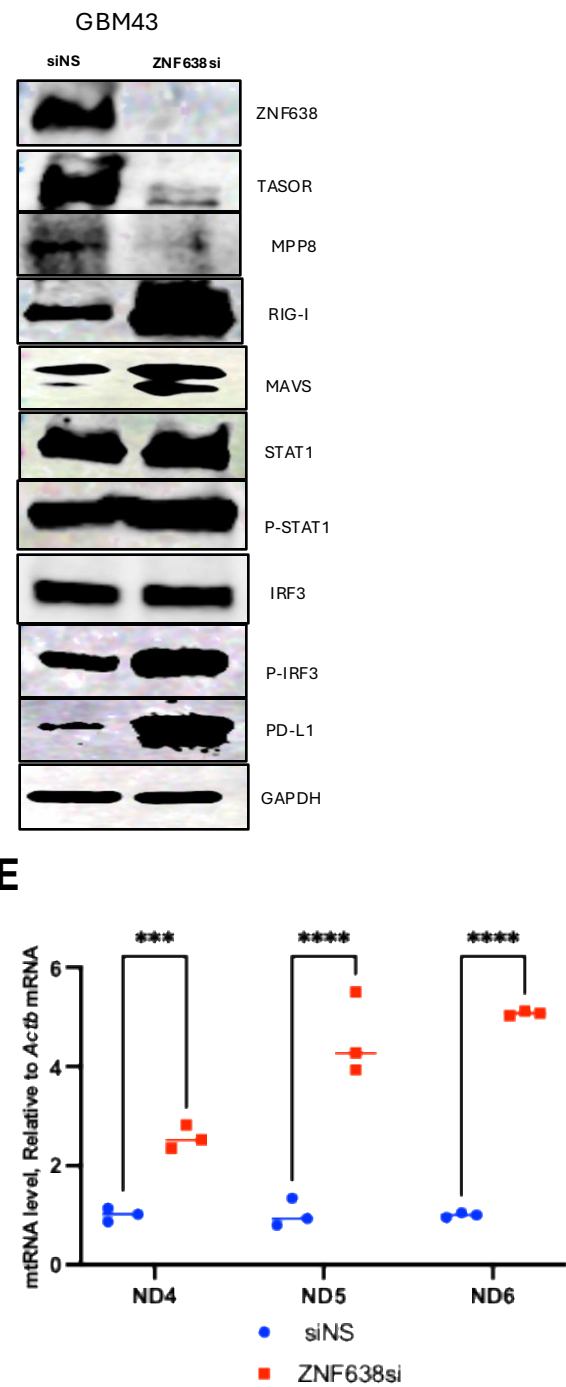 GBM43
siNS ZNF638si
ZNF638
TASOR
MPP8
RIG-I
MAVS
STAT1
P-STAT1
IRF3
P-IRF3
PD-L1
GAPDH
E
*** **** ****
mtRNA level, Relative to Actb mRNA
6
4
2
0
ND4 ND5 ND6
siNS
ZNF638si